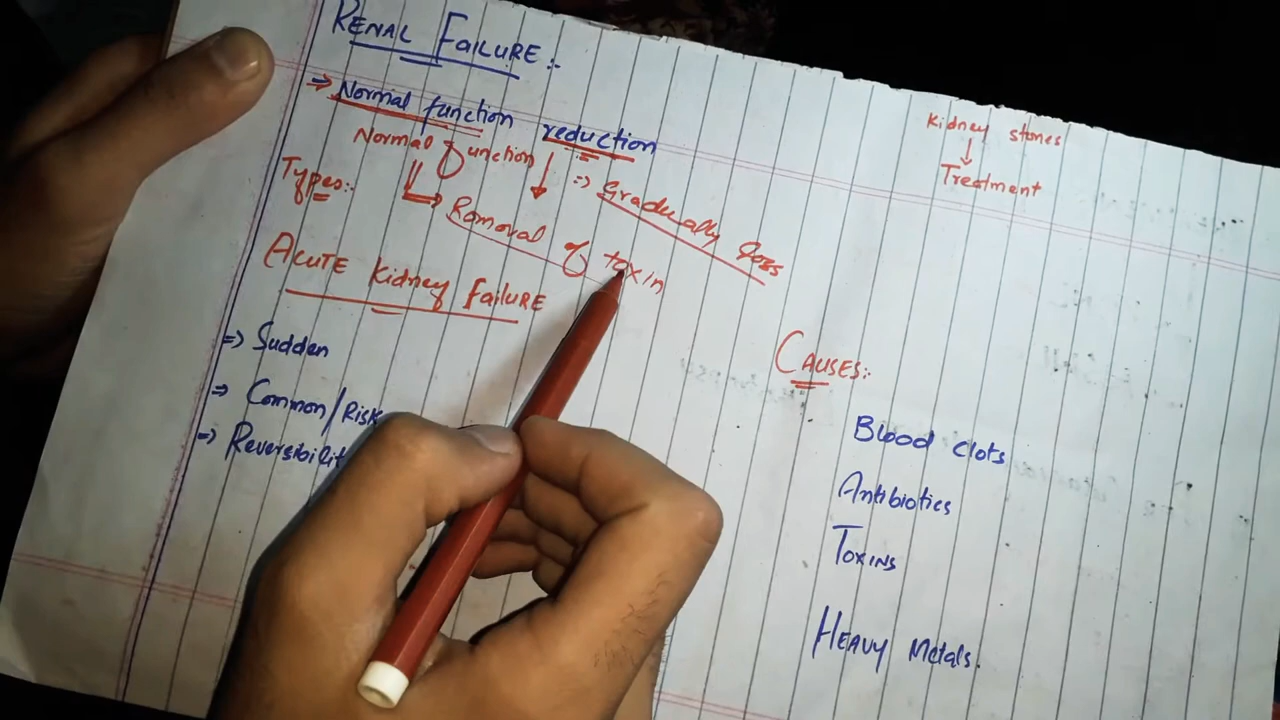 RENAL FAILURE:-
⇒ Normal function reduction
Normal function ↓ ⇒ Gradually loss
Types:-
Removal of toxin
ACUTE Kidney FailURE
⇒ Sudden
⇒ Common/Risk
⇒ Reversibilit
Kidney stones
↓
Treatment
CAUSES:-
Blood clots
Antibiotics
Toxins
HEAVY Metals.